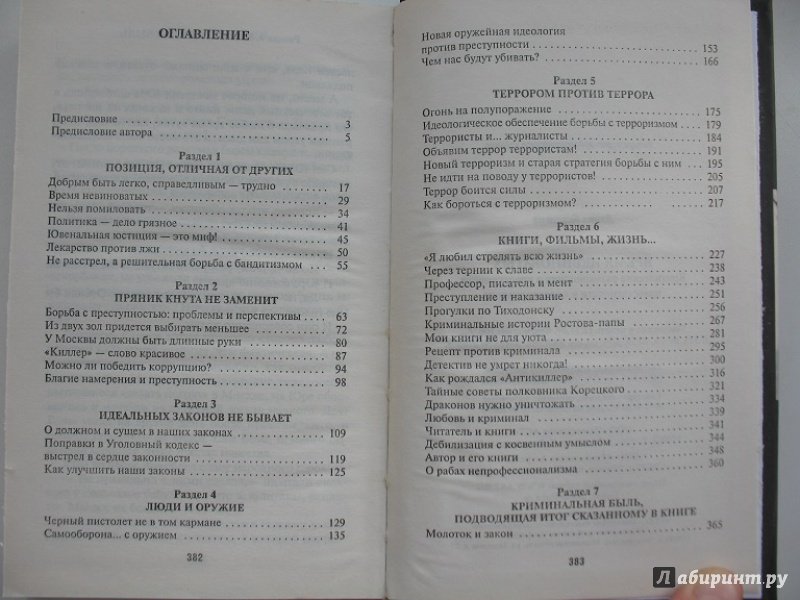 ОГЛАВЛЕНИЕ
Предисловие 3
Предисловие автора 5
Раздел 1
ПОЗИЦИЯ, ОТЛИЧНАЯ ОТ ДРУГИХ
Добрым быть легко, справедливым — трудно 17
Время невиноватых 29
Нельзя помиловать 34
Политика — дело грязное 41
Ювенальная юстиция — это миф! 45
Лекарство против лжи 50
Не расстрел, а решительная борьба с бандитизмом 55
Раздел 2
ПРЯНИК КНУТА НЕ ЗАМЕНИТ
Борьба с преступностью: проблемы и перспективы 63
Из двух зол придется выбирать меньшее 72
У Москвы должны быть длинные руки 80
«Киллер» — слово красивое 87
Можно ли победить коррупцию? 94
Благие намерения и преступность 98
Раздел 3
ИДЕАЛЬНЫХ ЗАКОНОВ НЕ БЫВАЕТ
О должном и сущем в наших законах 109
Поправки в Уголовный кодекс —
выстрел в сердце законности 119
Как улучшить наши законы 125
Раздел 4
ЛЮДИ И ОРУЖИЕ
Черный пистолет не в том кармане 129
Самооборона... с оружием 135
382
Новая оружейная идеология
против преступности 153
Чем нас будут убивать? 166
Раздел 5
ТЕРРОРОМ ПРОТИВ ТЕРРОРА
Огонь на полупоражение 175
Идеологическое обеспечение борьбы с терроризмом 179
Террористы и... журналисты 184
Объявим террор террористам! 191
Новый терроризм и старая стратегия борьбы с ним 195
Не идти на поводу у террористов! 205
Террор боится силы 207
Как бороться с терроризмом? 217
Раздел 6
КНИГИ, ФИЛЬМЫ, ЖИЗНЬ...
«Я любил стрелять всю жизнь» 227
Через тернии к славе 238
Профессор, писатель и мент 243
Преступление и наказание 251
Прогулки по Тиходонску 256
Криминальные истории Ростова-папы 267
Мои книги не для уюта 281
Рецепт против криминала 295
Детектив не умрет никогда! 300
Как рождался «Антикиллер» 316
Тайные советы полковника Корецкого 321
Драконов нужно уничтожать 334
Любовь и криминал 339
Читатель и книги 341
Дебилизация с косвенным умыслом 344
Автор и его книги 348
О рабах непрофессионализма 360
Раздел 7
КРИМИНАЛЬНАЯ БЫЛЬ,
ПОДВОДЯЩАЯ ИТОГ СКАЗАННОМУ В КНИГЕ
Молоток и закон 365
383
Лабиринт.ру